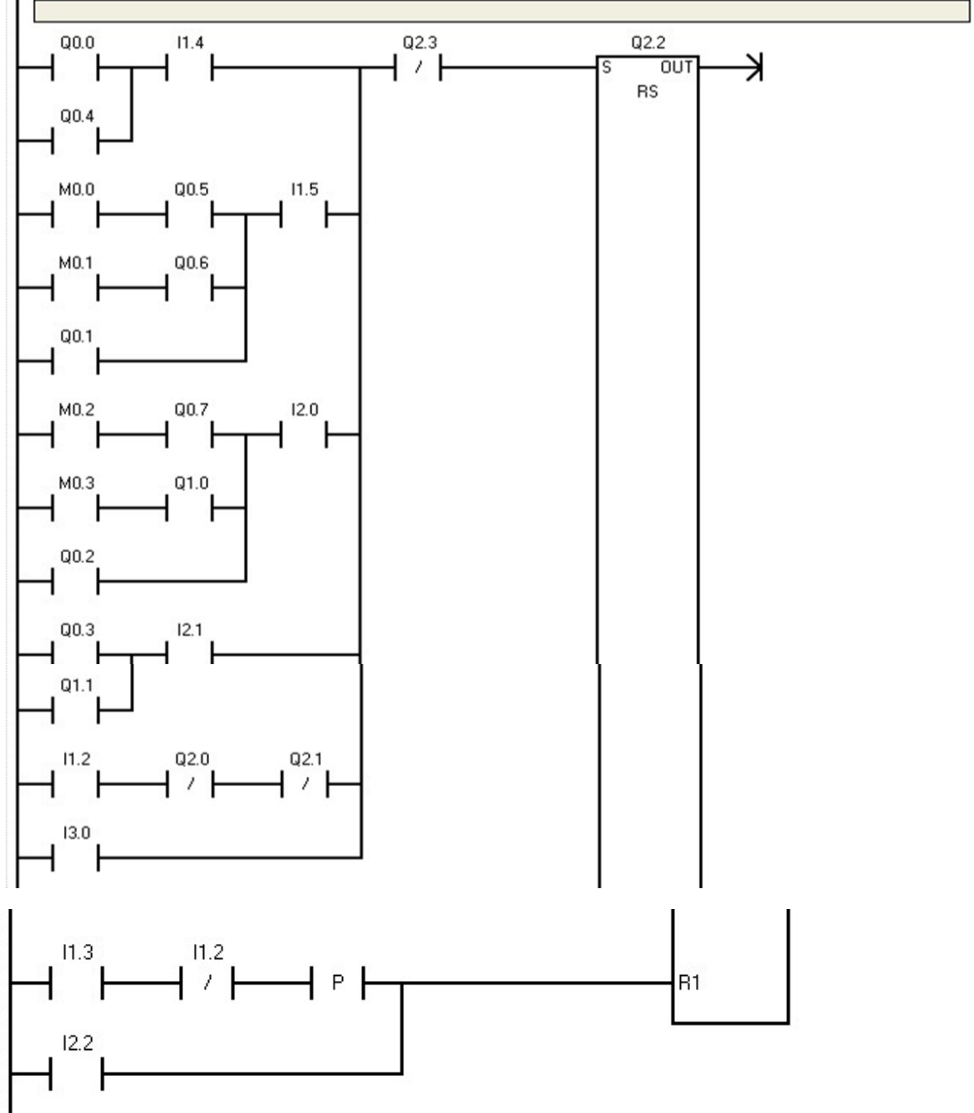 Q0.0 I1.4 Q2.3 Q2.2
/ S OUT
RS
Q0.4
M0.0 Q0.5 I1.5
M0.1 Q0.6
Q0.1
M0.2 Q0.7 I2.0
M0.3 Q1.0
Q0.2
Q0.3 I2.1
Q1.1
I1.2 Q2.0 Q2.1
/ /
I3.0
I1.3 I1.2
/ P R1
I2.2